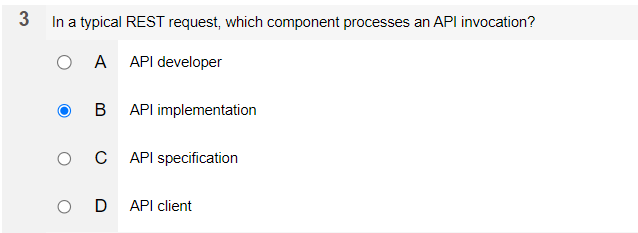 3 In a typical REST request, which component processes an API invocation?
A API developer
B API implementation
C API specification
D API client